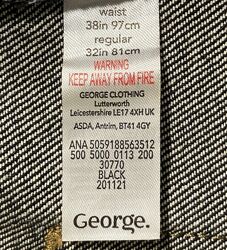 waist
38in 97cm
regular
32in 81cm
WARNING
KEEP AWAY FROM FIRE
GEORGE CLOTHING
Lutterworth
Leicestershire LE17 4XH UK
ASDA, Antrim, BT41 4GY
ANA 5059188563512
500 5000 0113 200
30770
BLACK
201121
George.